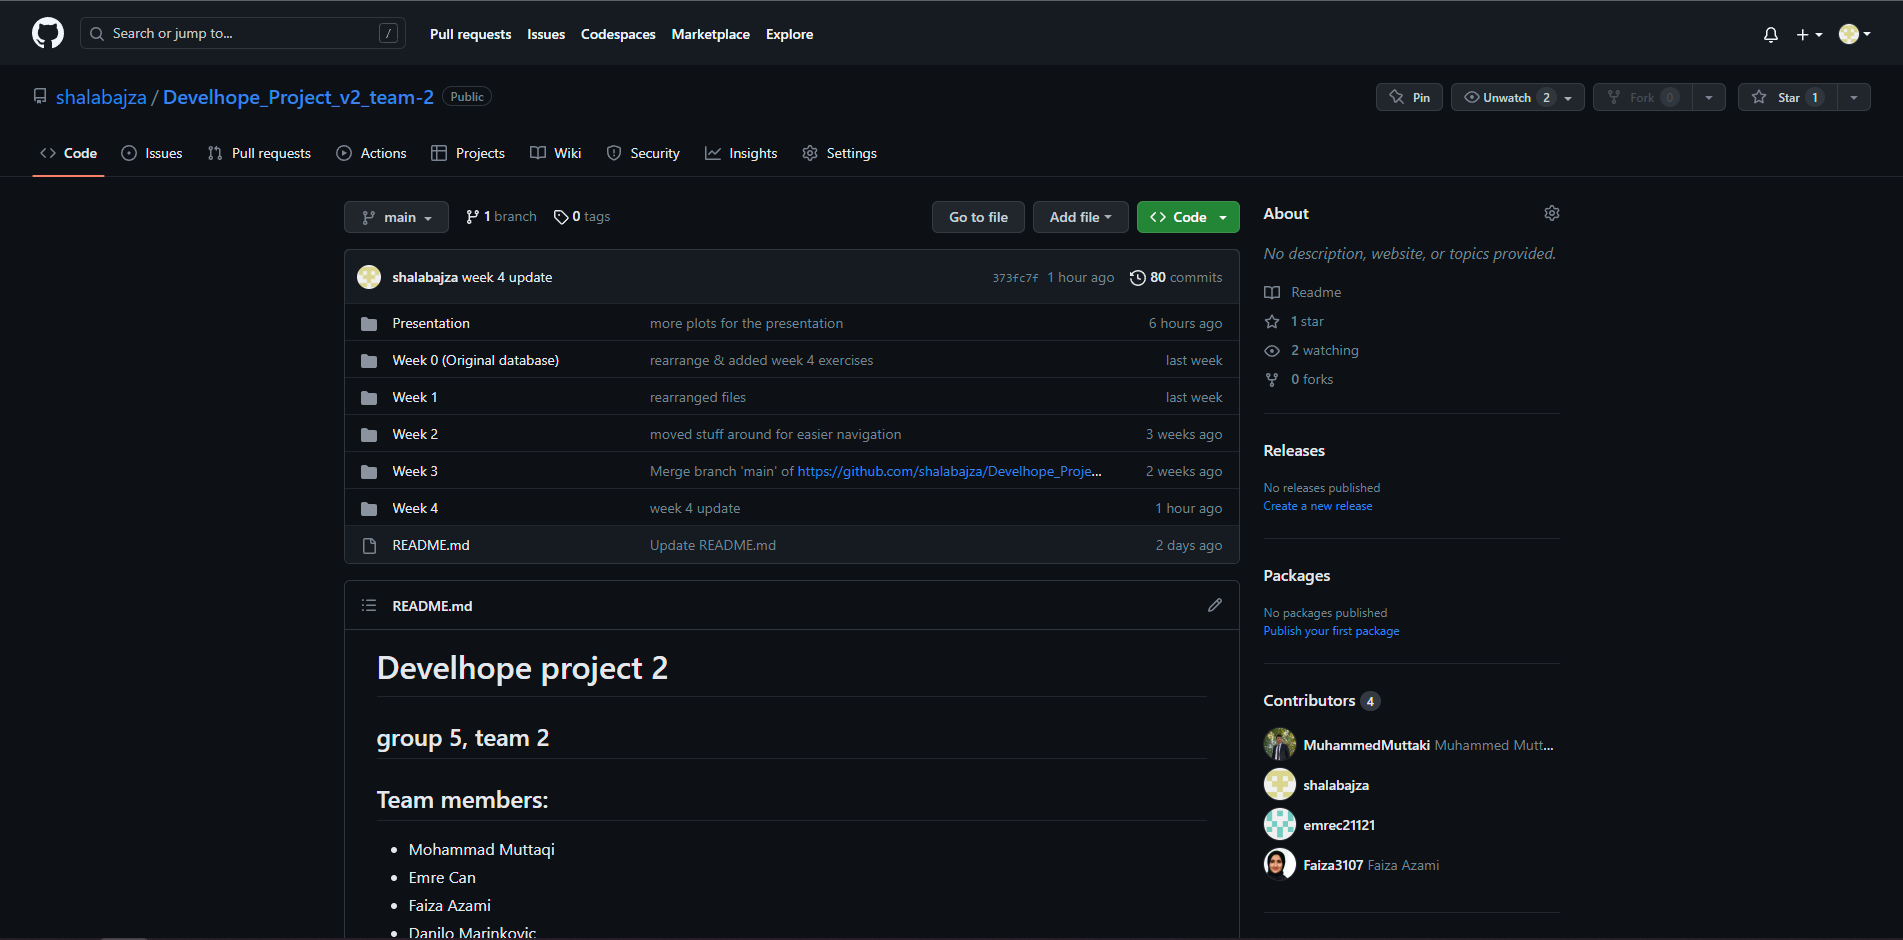 Search or jump to... /
Pull requests Issues Codespaces Marketplace Explore
shalabajza / Develhope_Project_v2_team-2 Public
Pin Unwatch 2 Fork 0 Star 1
Code Issues Pull requests Actions Projects Wiki Security Insights Settings
main 1 branch 0 tags Go to file Add file Code
shalabajza week 4 update 373fc7f 1 hour ago 80 commits
Presentation more plots for the presentation 6 hours ago
Week 0 (Original database) rearrange & added week 4 exercises last week
Week 1 rearranged files last week
Week 2 moved stuff around for easier navigation 3 weeks ago
Week 3 Merge branch 'main' of https://github.com/shalabajza/Develhope_Proje... 2 weeks ago
Week 4 week 4 update 1 hour ago
README.md Update README.md 2 days ago
README.md
Develhope project 2
group 5, team 2
Team members:
Mohammad Muttaqi
Emre Can
Faiza Azami
Danilo Marinkovic
About
No description, website, or topics provided.
Readme
1 star
2 watching
0 forks
Releases
No releases published
Create a new release
Packages
No packages published
Publish your first package
Contributors 4
MuhammedMuttaki Muhammed Mutt...
shalabajza
emrec21121
Faiza3107 Faiza Azami